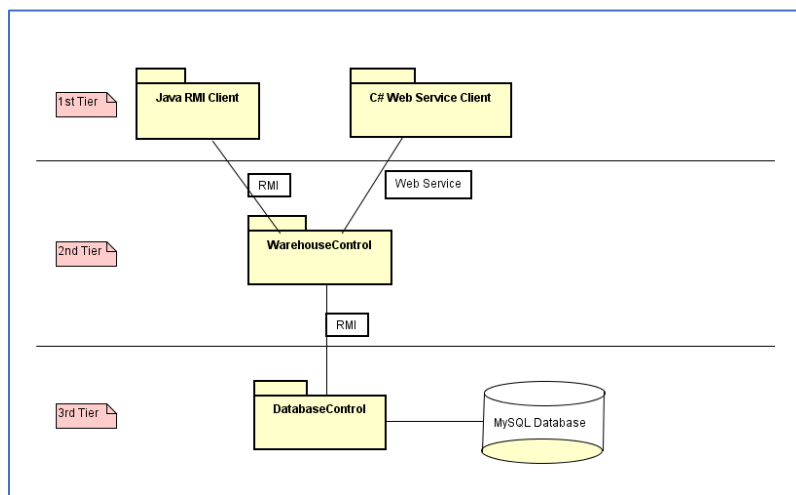 1st Tier
Java RMI Client
C# Web Service Client
RMI
Web Service
2nd Tier
WarehouseControl
RMI
3rd Tier
DatabaseControl
MySQL Database